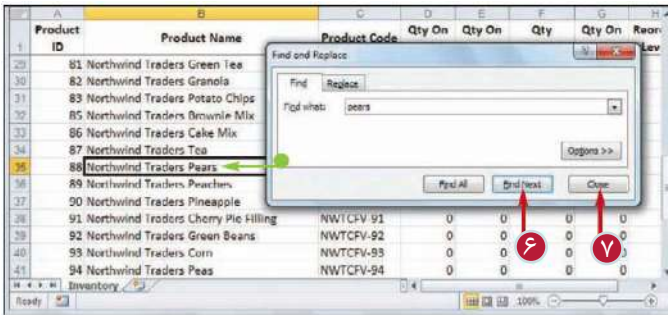 A B C D E F G H
1 Product ID Product Name Product Code Qty On Qty On Qty Qty On Reor Lev
29 81 Northwind Traders Green Tea
30 82 Northwind Traders Granola
31 83 Northwind Traders Potato Chips
32 85 Northwind Traders Brownie Mix
33 86 Northwind Traders Cake Mix
34 87 Northwind Traders Tea
35 88 Northwind Traders Pears
36 89 Northwind Traders Peaches
37 90 Northwind Traders Pineapple
38 91 Northwind Traders Cherry Pie Filling NWTCFV-91 0 0 0 0
39 92 Northwind Traders Green Beans NWTCFV-92 0 0 0 0
40 93 Northwind Traders Corn NWTCFV-93 0 0 0 0
41 94 Northwind Traders Peas NWTCFV-94 0 0 0 0
Find and Replace
Find Replace
Find what: pears
Options >>
Find All Find Next Close
۶ ۷
Inventory
Ready 100%